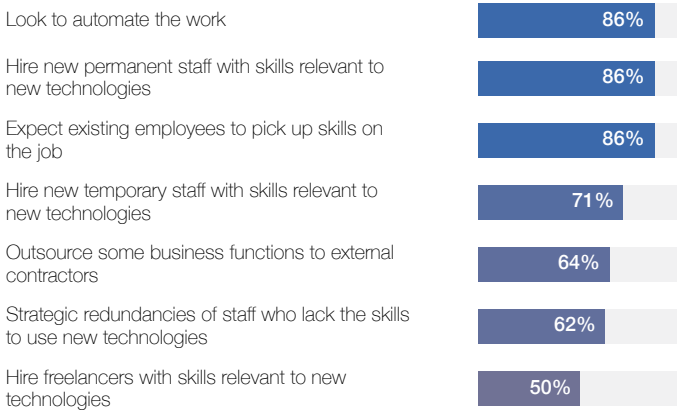 Look to automate the work
86%
Hire new permanent staff with skills relevant to
new technologies
86%
Expect existing employees to pick up skills on
the job
86%
Hire new temporary staff with skills relevant to
new technologies
71%
Outsource some business functions to external
contractors
64%
Strategic redundancies of staff who lack the skills
to use new technologies
62%
Hire freelancers with skills relevant to new
technologies
50%